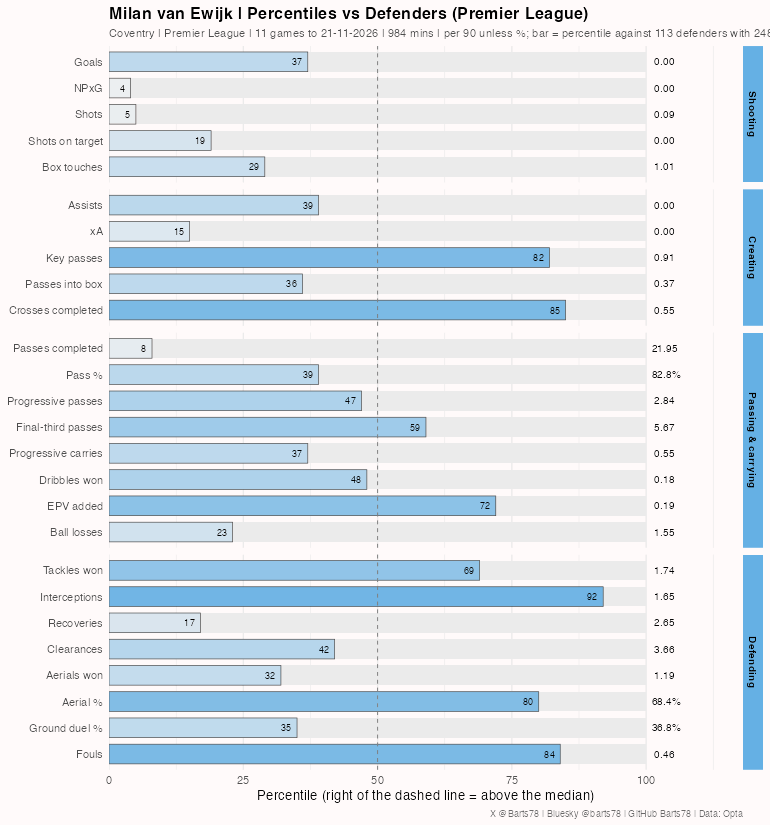 Milan van Ewijk | Percentiles vs Defenders (Premier League)
Coventry | Premier League | 11 games to 21-11-2026 | 984 mins | per 90 unless %; bar = percentile against 113 defenders with 248
Goals 37 0.00
NPxG 4 0.00
Shots 5 0.09
Shots on target 19 0.00
Box touches 29 1.01
Shooting
Assists 39 0.00
xA 15 0.00
Key passes 82 0.91
Passes into box 36 0.37
Crosses completed 85 0.55
Creating
Passes completed 8 21.95
Pass % 39 82.8%
Progressive passes 47 2.84
Final-third passes 59 5.67
Progressive carries 37 0.55
Dribbles won 48 0.18
EPV added 72 0.19
Ball losses 23 1.55
Passing & carrying
Tackles won 69 1.74
Interceptions 92 1.65
Recoveries 17 2.65
Clearances 42 3.66
Aerials won 32 1.19
Aerial % 80 68.4%
Ground duel % 35 36.8%
Fouls 84 0.46
Defending
0 25 50 75 100
Percentile (right of the dashed line = above the median)
X @Barts78 | Bluesky @barts78 | GitHub Barts78 | Data: Opta